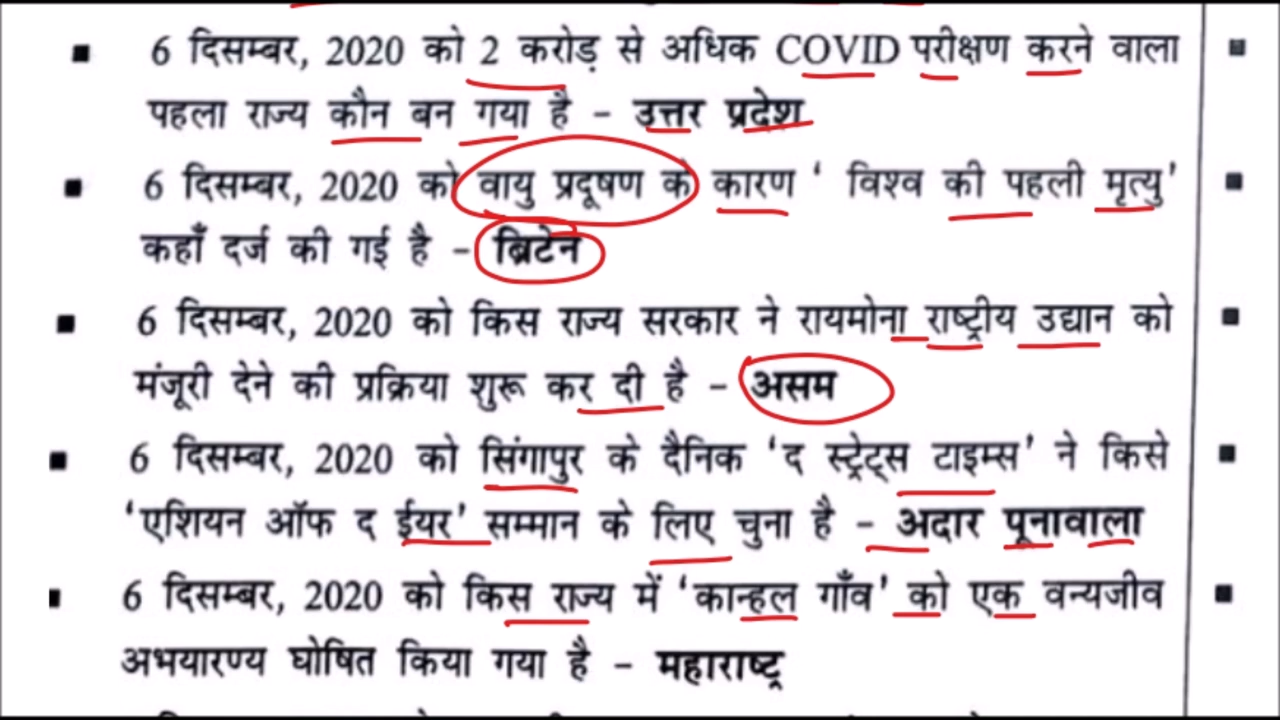 6 दिसम्बर, 2020 को 2 करोड़ से अधिक COVID परीक्षण करने वाला
पहला राज्य कौन बन गया है – उत्तर प्रदेश
6 दिसम्बर, 2020 को वायु प्रदूषण के कारण ‘ विश्व की पहली मृत्यु’
कहाँ दर्ज की गई है – ब्रिटेन
6 दिसम्बर, 2020 को किस राज्य सरकार ने रायमोना राष्ट्रीय उद्यान को
मंजूरी देने की प्रक्रिया शुरू कर दी है – असम
6 दिसम्बर, 2020 को सिंगापुर के दैनिक ‘द स्ट्रेट्स टाइम्स’ ने किसे
‘एशियन ऑफ द ईयर’ सम्मान के लिए चुना है – अदार पूनावाला
6 दिसम्बर, 2020 को किस राज्य में ‘कान्हल गाँव’ को एक वन्यजीव
अभयारण्य घोषित किया गया है – महाराष्ट्र